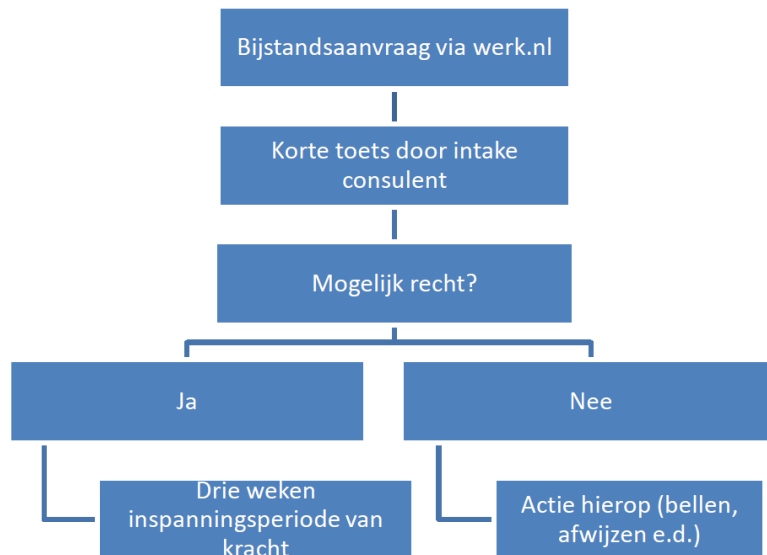 Bijstandsaanvraag via werk.nl
Korte toets door intake
consulent
Mogelijk recht?
Ja
Nee
Drie weken
inspanningsperiode van
kracht
Actie hierop (bellen,
afwijzen e.d.)